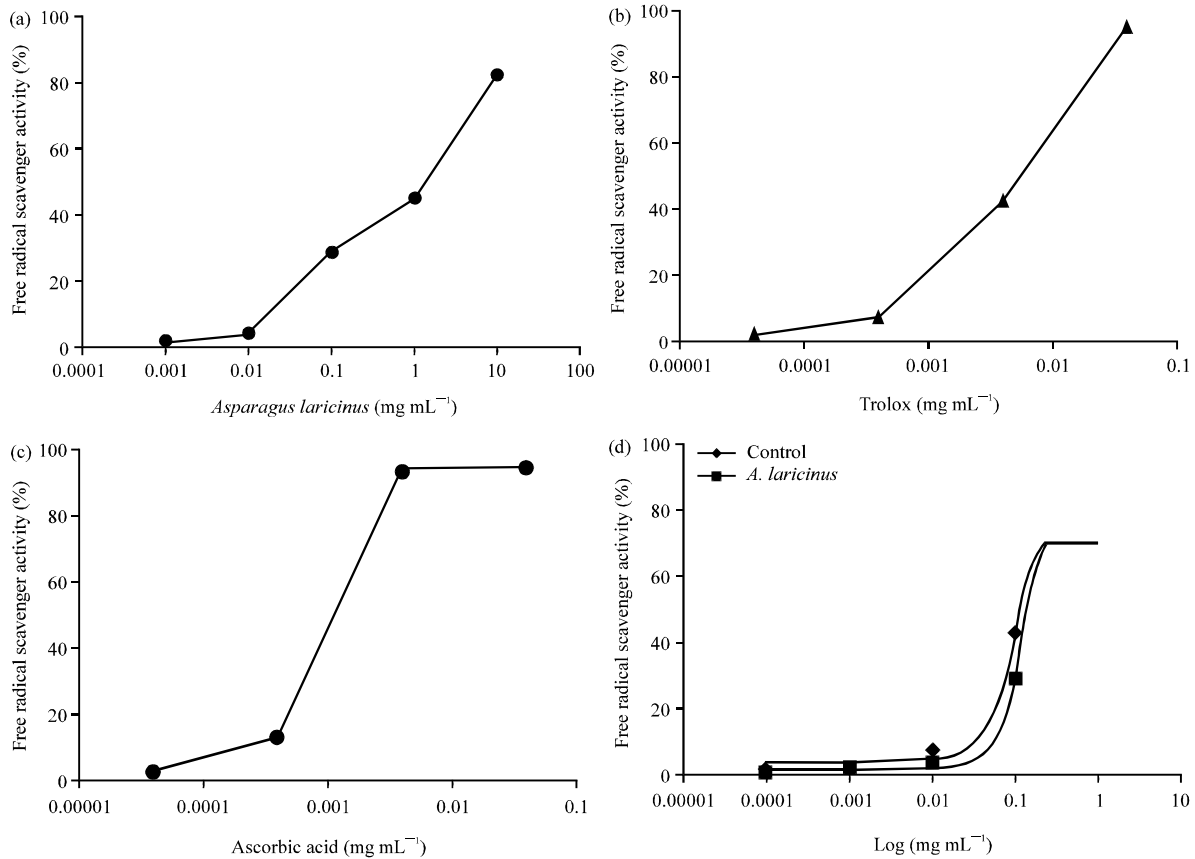 (a)
Free radical scavenger activity (%)
100
80
60
40
20
0
0.0001 0.001 0.01 0.1 1 10 100
Asparagus laricinus (mg mL⁻¹)
(b)
Free radical scavenger activity (%)
100
80
60
40
20
0
0.00001 0.0001 0.001 0.01 0.1
Trolox (mg mL⁻¹)
(c)
Free radical scavenger activity (%)
100
80
60
40
20
0
0.00001 0.0001 0.001 0.01 0.1
Ascorbic acid (mg mL⁻¹)
(d)
Free radical scavenger activity (%)
100
80
60
40
20
0
Control
A. laricinus
0.00001 0.0001 0.001 0.01 0.1 1 10
Log (mg mL⁻¹)